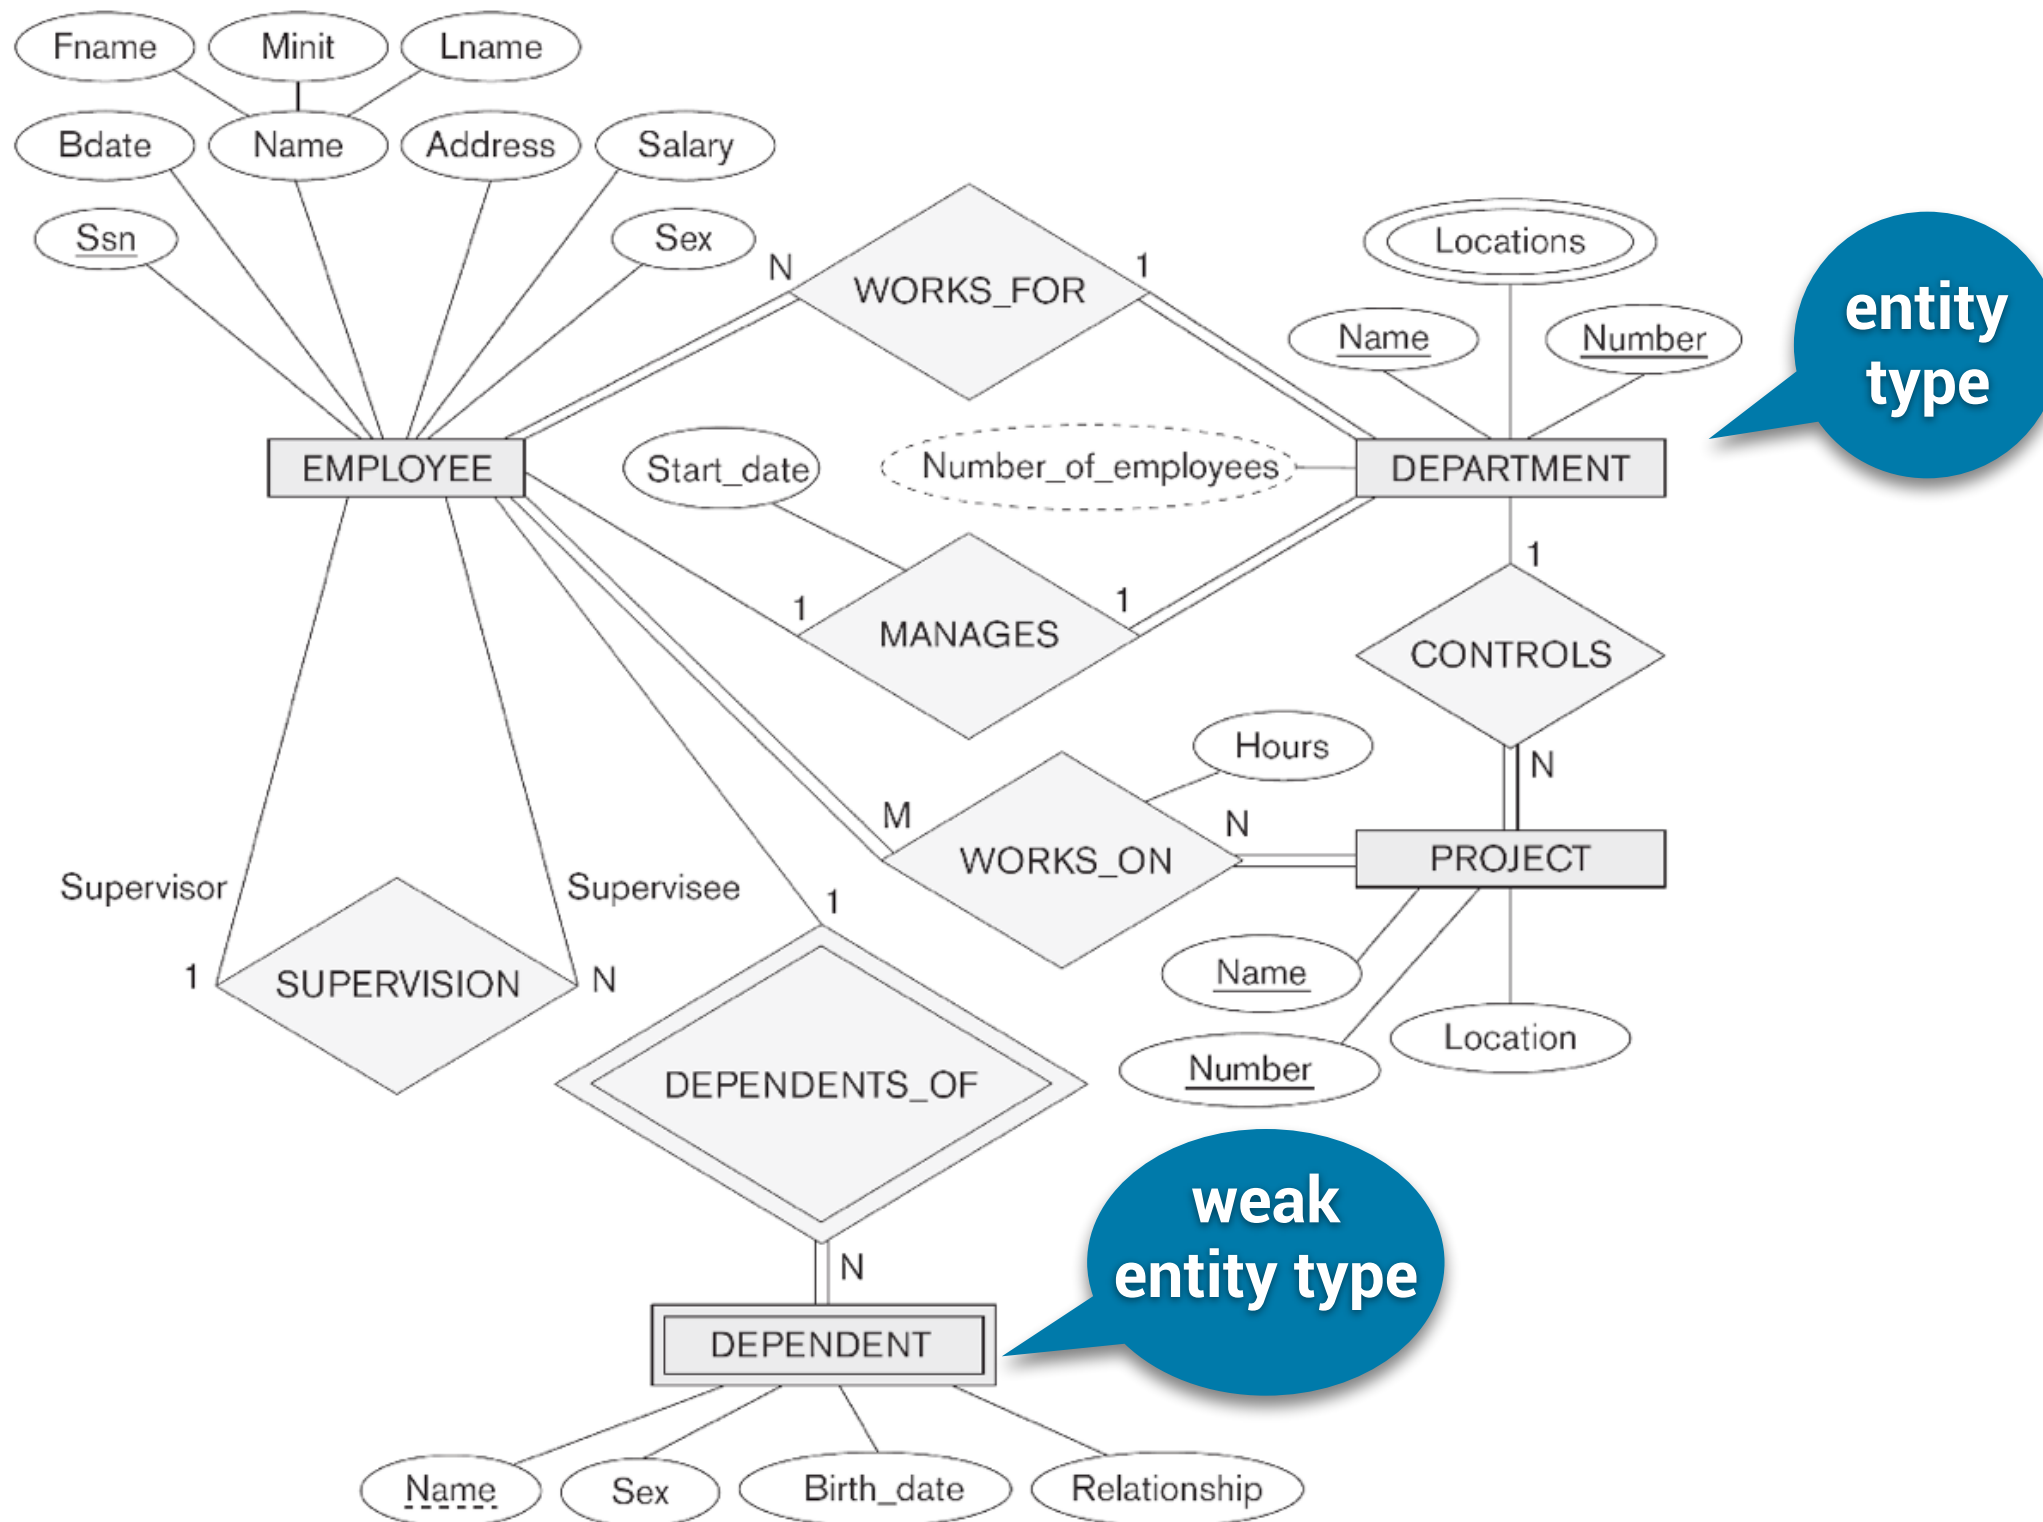 Fname Minit Lname
Bdate Name Address Salary
Ssn Sex
N WORKS_FOR 1
Locations
Name Number
entity
type
EMPLOYEE Start_date Number_of_employees DEPARTMENT
1 MANAGES 1
1
CONTROLS
N
Hours
M WORKS_ON N
PROJECT
Supervisor Supervisee
1 SUPERVISION N
1
Name
Number
Location
DEPENDENTS_OF
N
weak
entity type
DEPENDENT
Name Sex Birth_date Relationship